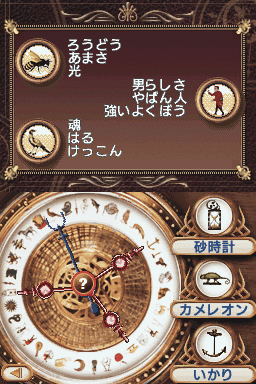 ろうどう
あまさ
光
男らしさ
やばん人
強いよくぼう
魂
はる
けっこん
?
砂時計
カメレオン
いかり